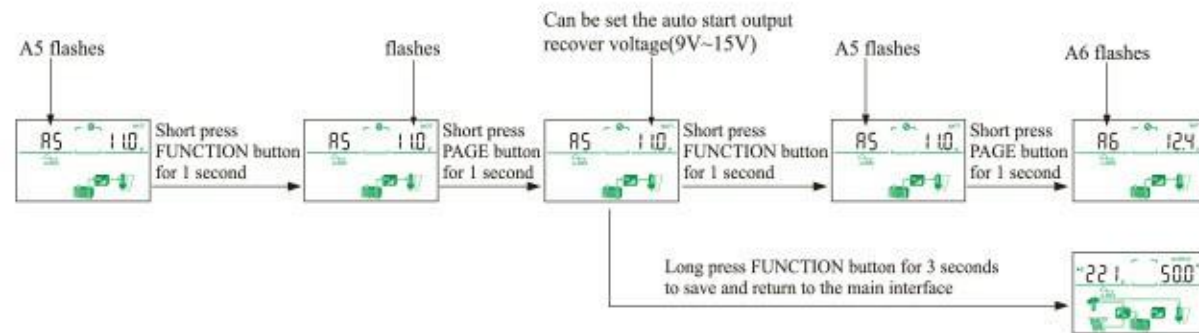 Can be set the auto start output
recover voltage(9V~15V)
A5 flashes
flashes
A5 flashes
A6 flashes
A5 11.0
Short press
FUNCTION button
for 1 second
A5 11.0
Short press
PAGE button
for 1 second
A5 11.0
Short press
FUNCTION button
for 1 second
A5 11.0
Short press
PAGE button
for 1 second
A6 12.4
Long press FUNCTION button for 3 seconds
to save and return to the main interface
221 50.0